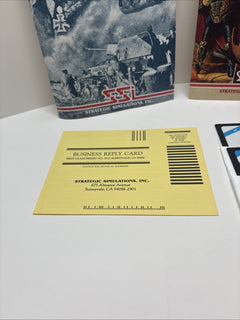 SSI
STRATEGIC SIMULATIONS, INC.
BUSINESS REPLY CARD
STRATEGIC SIMULATIONS, INC.
675 Almanor Avenue
Sunnyvale, CA 94086-2901